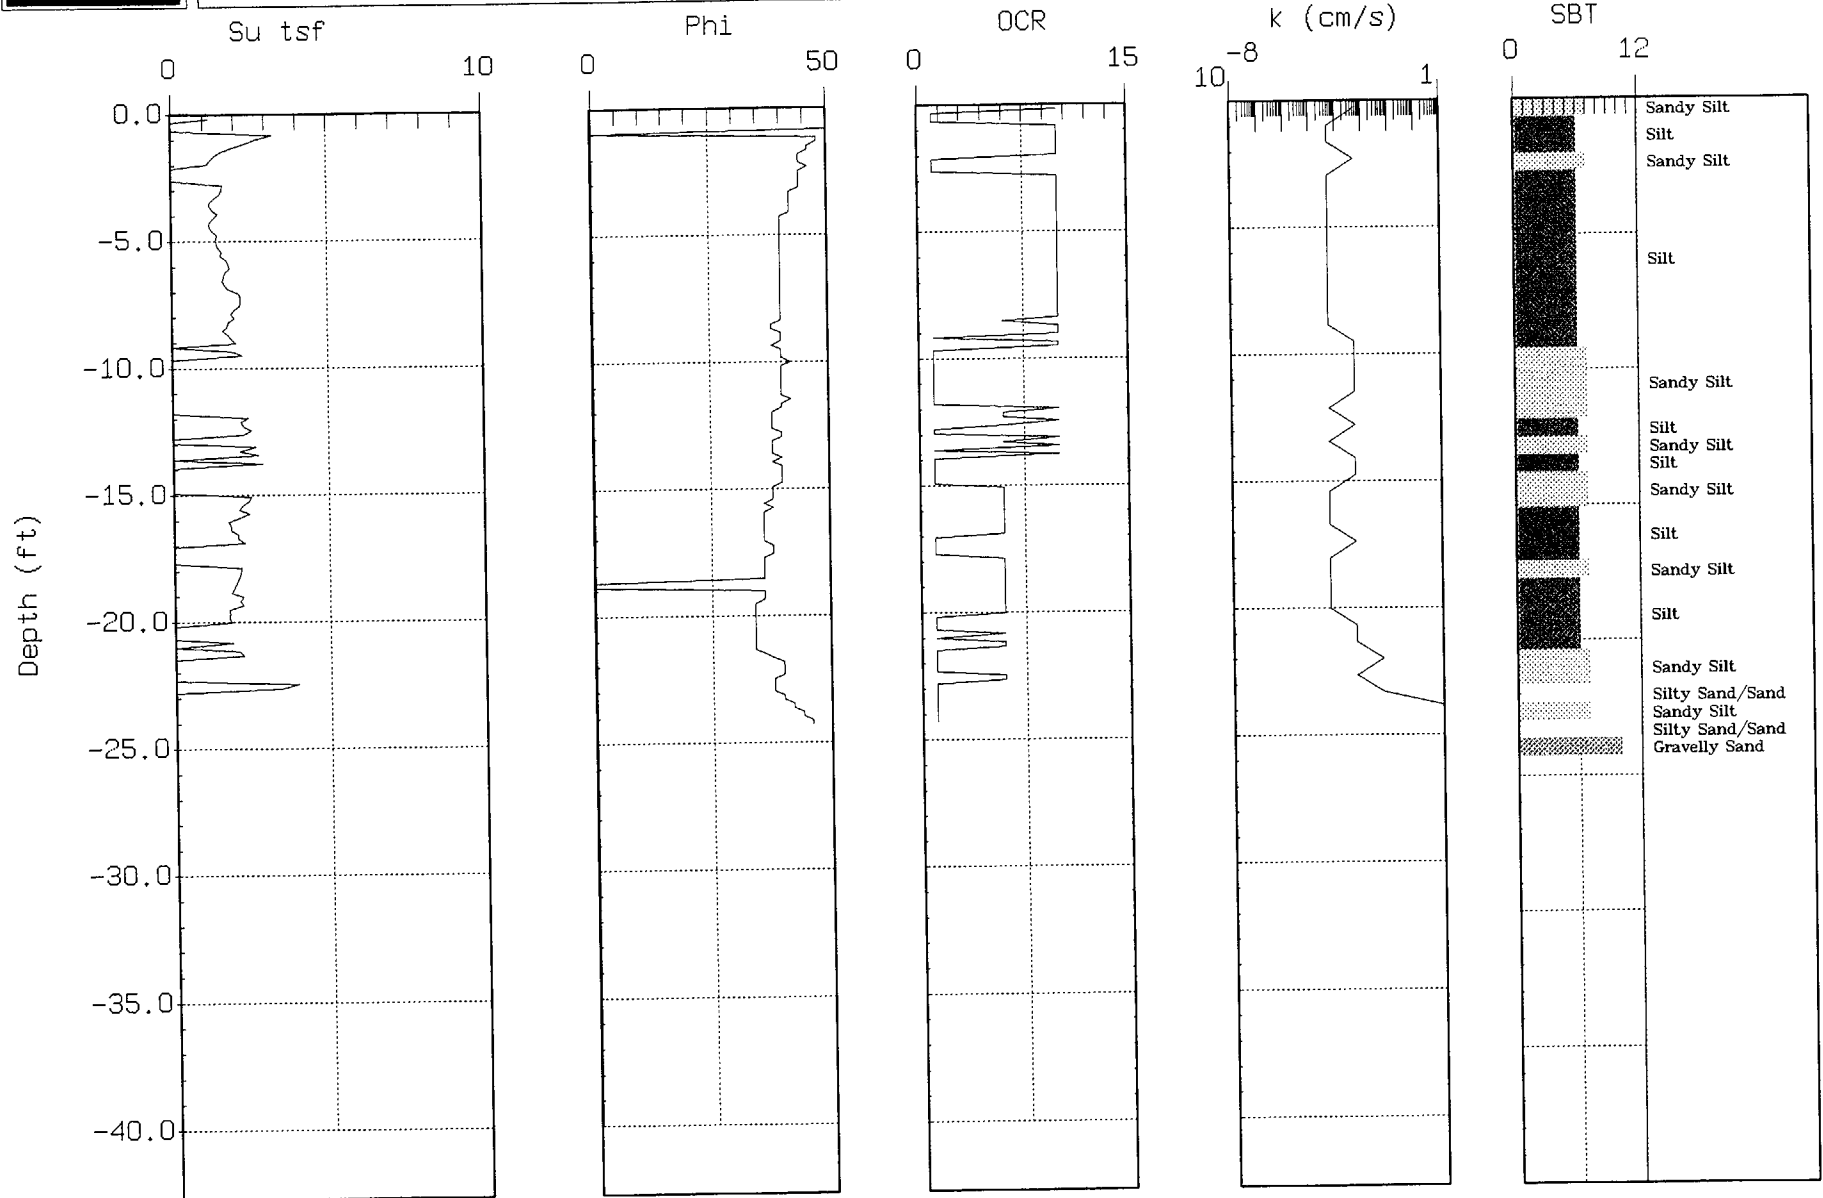 Su tsf
Phi
OCR
k (cm/s)
SBT
0 10
0 50
0 15
10 -8 1
0 12
Depth (ft)
0.0
-5.0
-10.0
-15.0
-20.0
-25.0
-30.0
-35.0
-40.0
Sandy Silt
Silt
Sandy Silt
Silt
Sandy Silt
Silt
Sandy Silt
Silt
Sandy Silt
Silt
Sandy Silt
Silt
Sandy Silt
Silty Sand/Sand
Sandy Silt
Silty Sand/Sand
Gravelly Sand